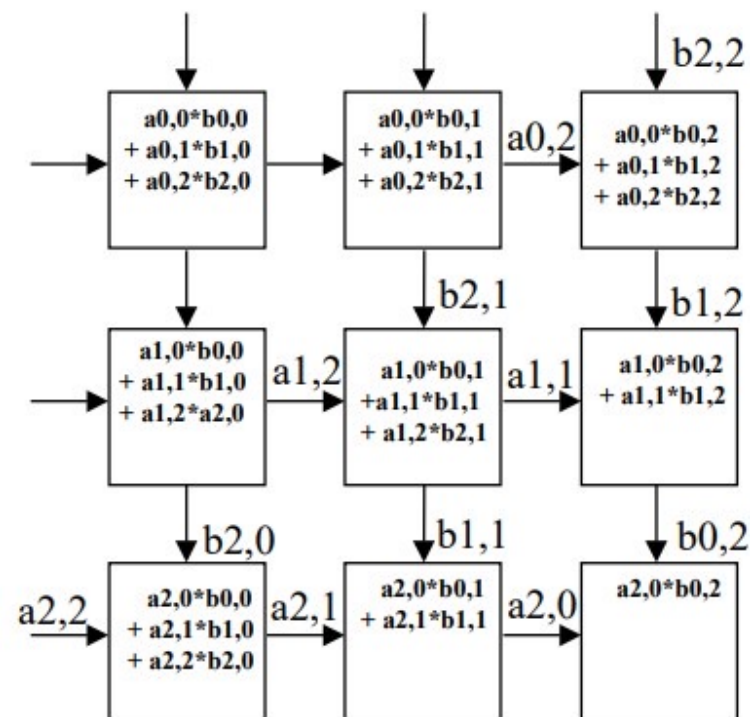 b2,2
a0,0*b0,0
+ a0,1*b1,0
+ a0,2*b2,0
a0,0*b0,1
+ a0,1*b1,1
+ a0,2*b2,1
a0,2
a0,0*b0,2
+ a0,1*b1,2
+ a0,2*b2,2
b2,1
b1,2
a1,0*b0,0
+ a1,1*b1,0
+ a1,2*a2,0
a1,2
a1,0*b0,1
+a1,1*b1,1
+ a1,2*b2,1
a1,1
a1,0*b0,2
+ a1,1*b1,2
b2,0
b1,1
b0,2
a2,2
a2,0*b0,0
+ a2,1*b1,0
+ a2,2*b2,0
a2,1
a2,0*b0,1
+ a2,1*b1,1
a2,0
a2,0*b0,2